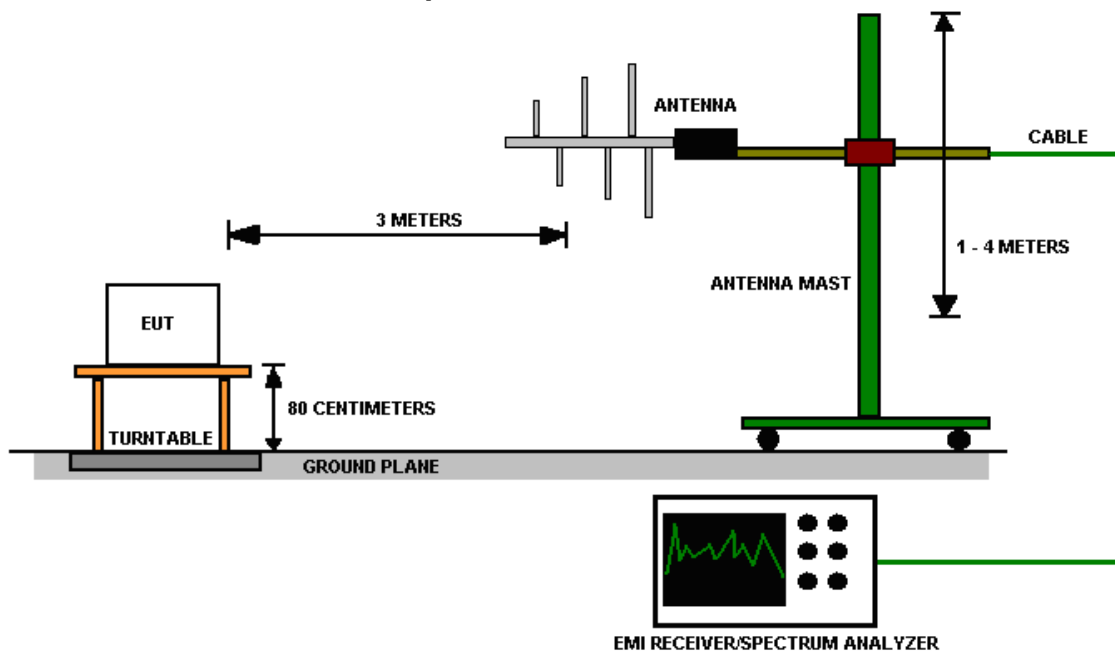 ANTENNA
CABLE
3 METERS
1 - 4 METERS
ANTENNA MAST
EUT
80 CENTIMETERS
TURNTABLE
GROUND PLANE
EMI RECEIVER/SPECTRUM ANALYZER